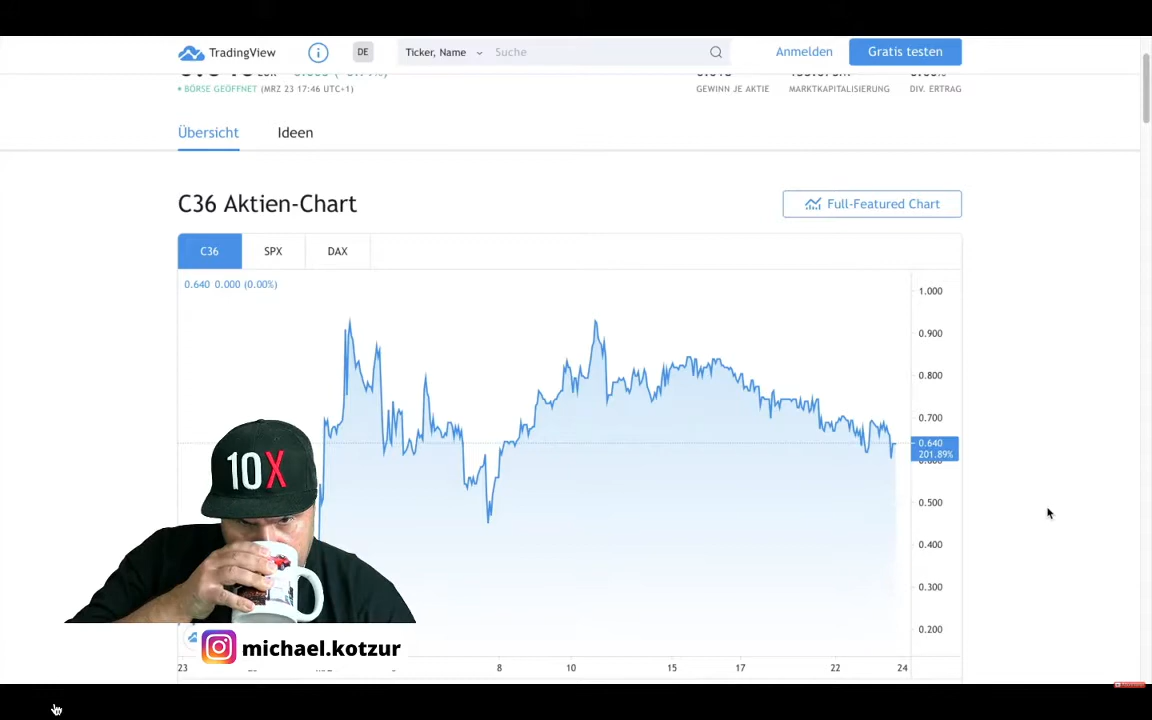 TradingView
DE
Ticker, Name
Suche
Anmelden
Gratis testen
BÖRSE GEÖFFNET (MRZ 23 17:46 UTC+1)
GEWINN JE AKTIE
MARKTKAPITALISIERUNG
DIV. ERTRAG
Übersicht
Ideen
C36 Aktien-Chart
Full-Featured Chart
C36
SPX
DAX
0.640 0.000 (0.00%)
1.000
0.900
0.800
0.700
0.640
201.89%
0.500
0.400
0.300
0.200
10X
michael.kotzur
23
8
10
15
17
22
24